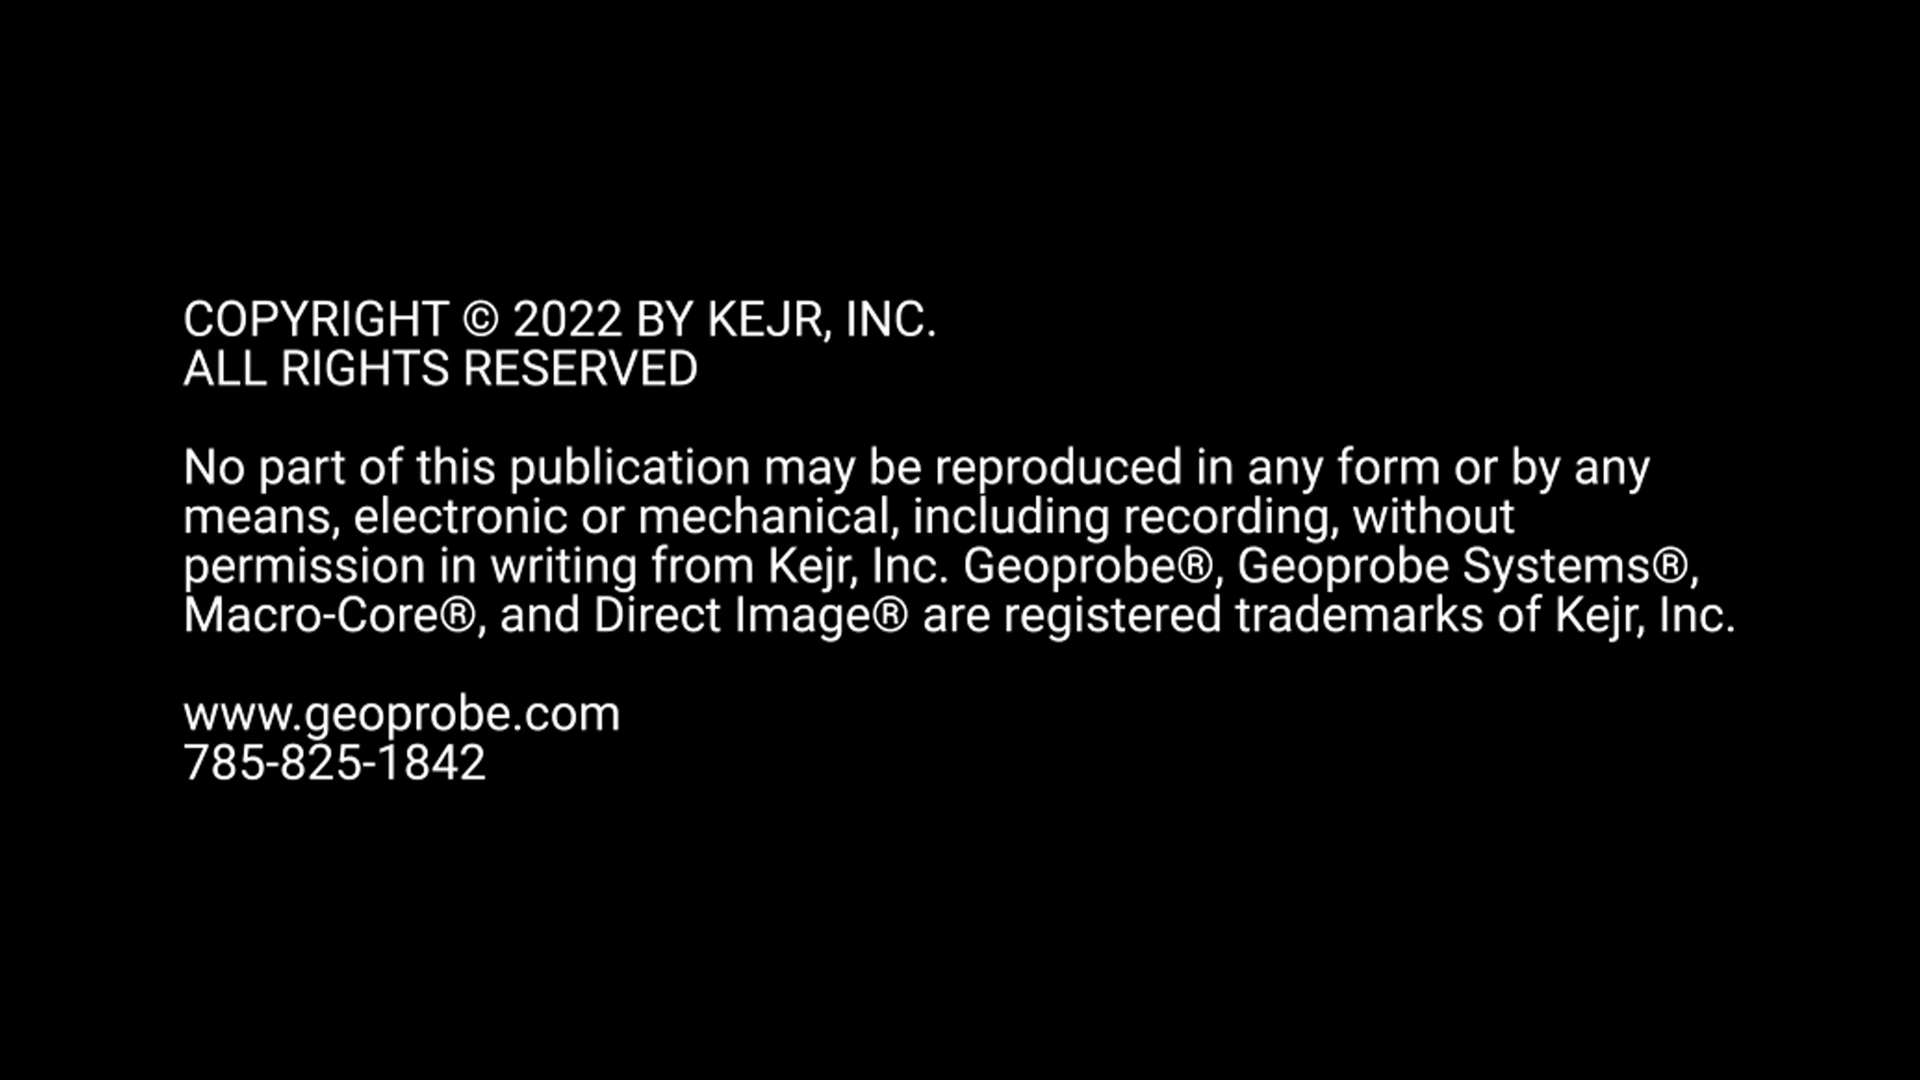 COPYRIGHT © 2022 BY KEJR, INC.
ALL RIGHTS RESERVED
No part of this publication may be reproduced in any form or by any
means, electronic or mechanical, including recording, without
permission in writing from Kejr, Inc. Geoprobe®, Geoprobe Systems®,
Macro-Core®, and Direct Image® are registered trademarks of Kejr, Inc.
www.geoprobe.com
785-825-1842